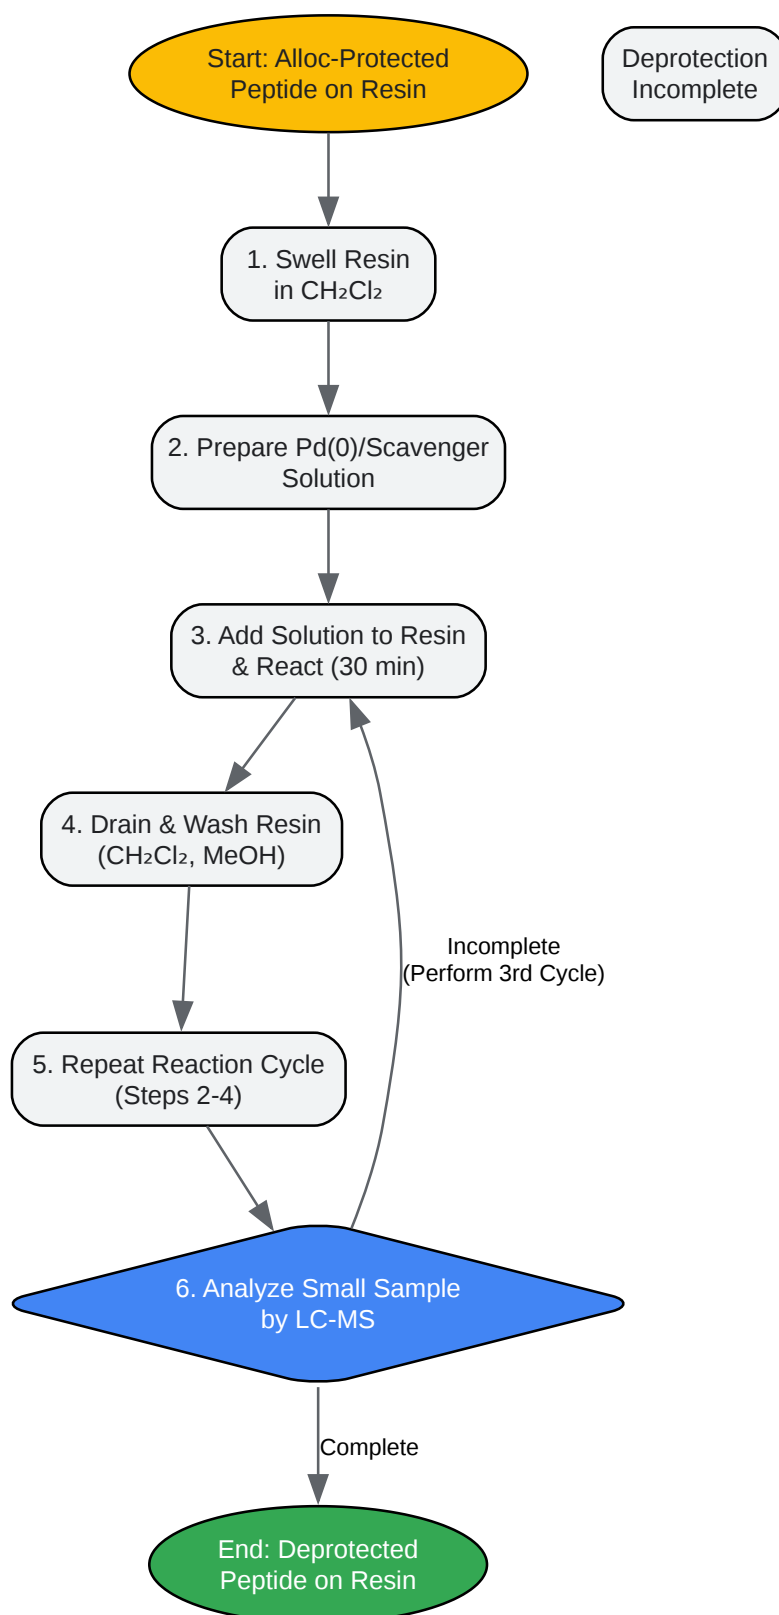 Start: Alloc-Protected
Peptide on Resin
Deprotection
Incomplete
1. Swell Resin
in CH₂Cl₂
2. Prepare Pd(0)/Scavenger
Solution
3. Add Solution to Resin
& React (30 min)
4. Drain & Wash Resin
(CH₂Cl₂, MeOH)
Incomplete
(Perform 3rd Cycle)
5. Repeat Reaction Cycle
(Steps 2-4)
6. Analyze Small Sample
by LC-MS
Complete
End: Deprotected
Peptide on Resin